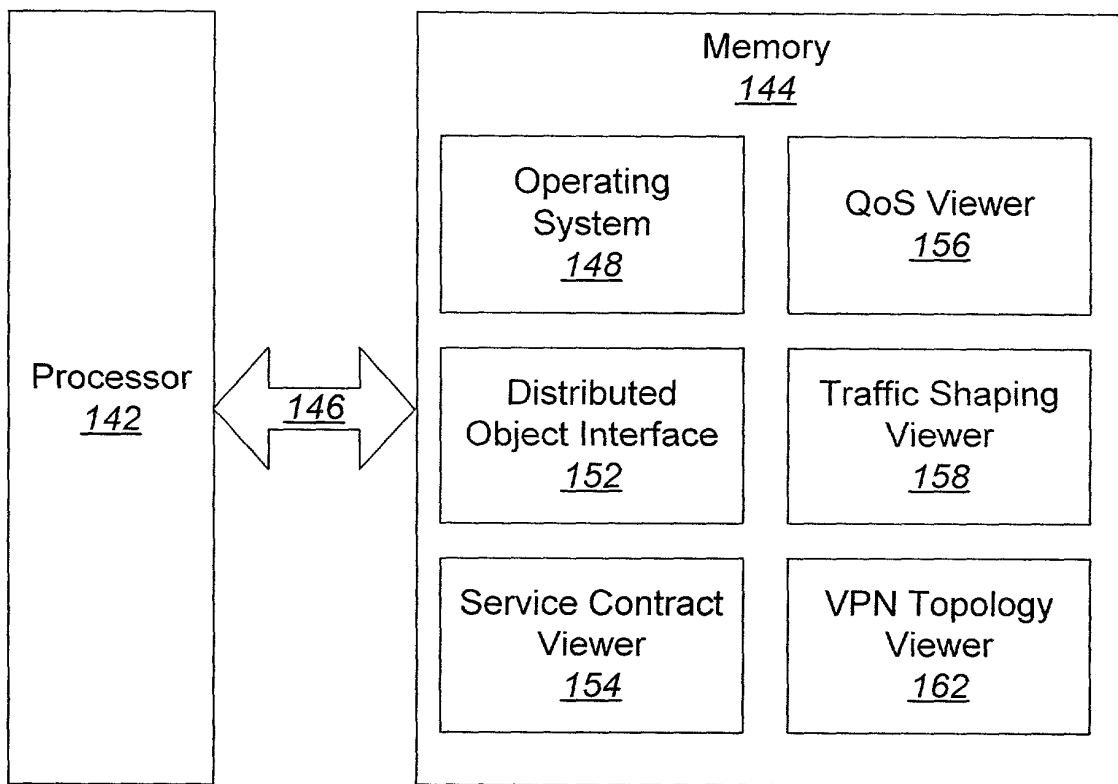 Processor
142
146
Memory
144
Operating
System
148
QoS Viewer
156
Distributed
Object Interface
152
Traffic Shaping
Viewer
158
Service Contract
Viewer
154
VPN Topology
Viewer
162